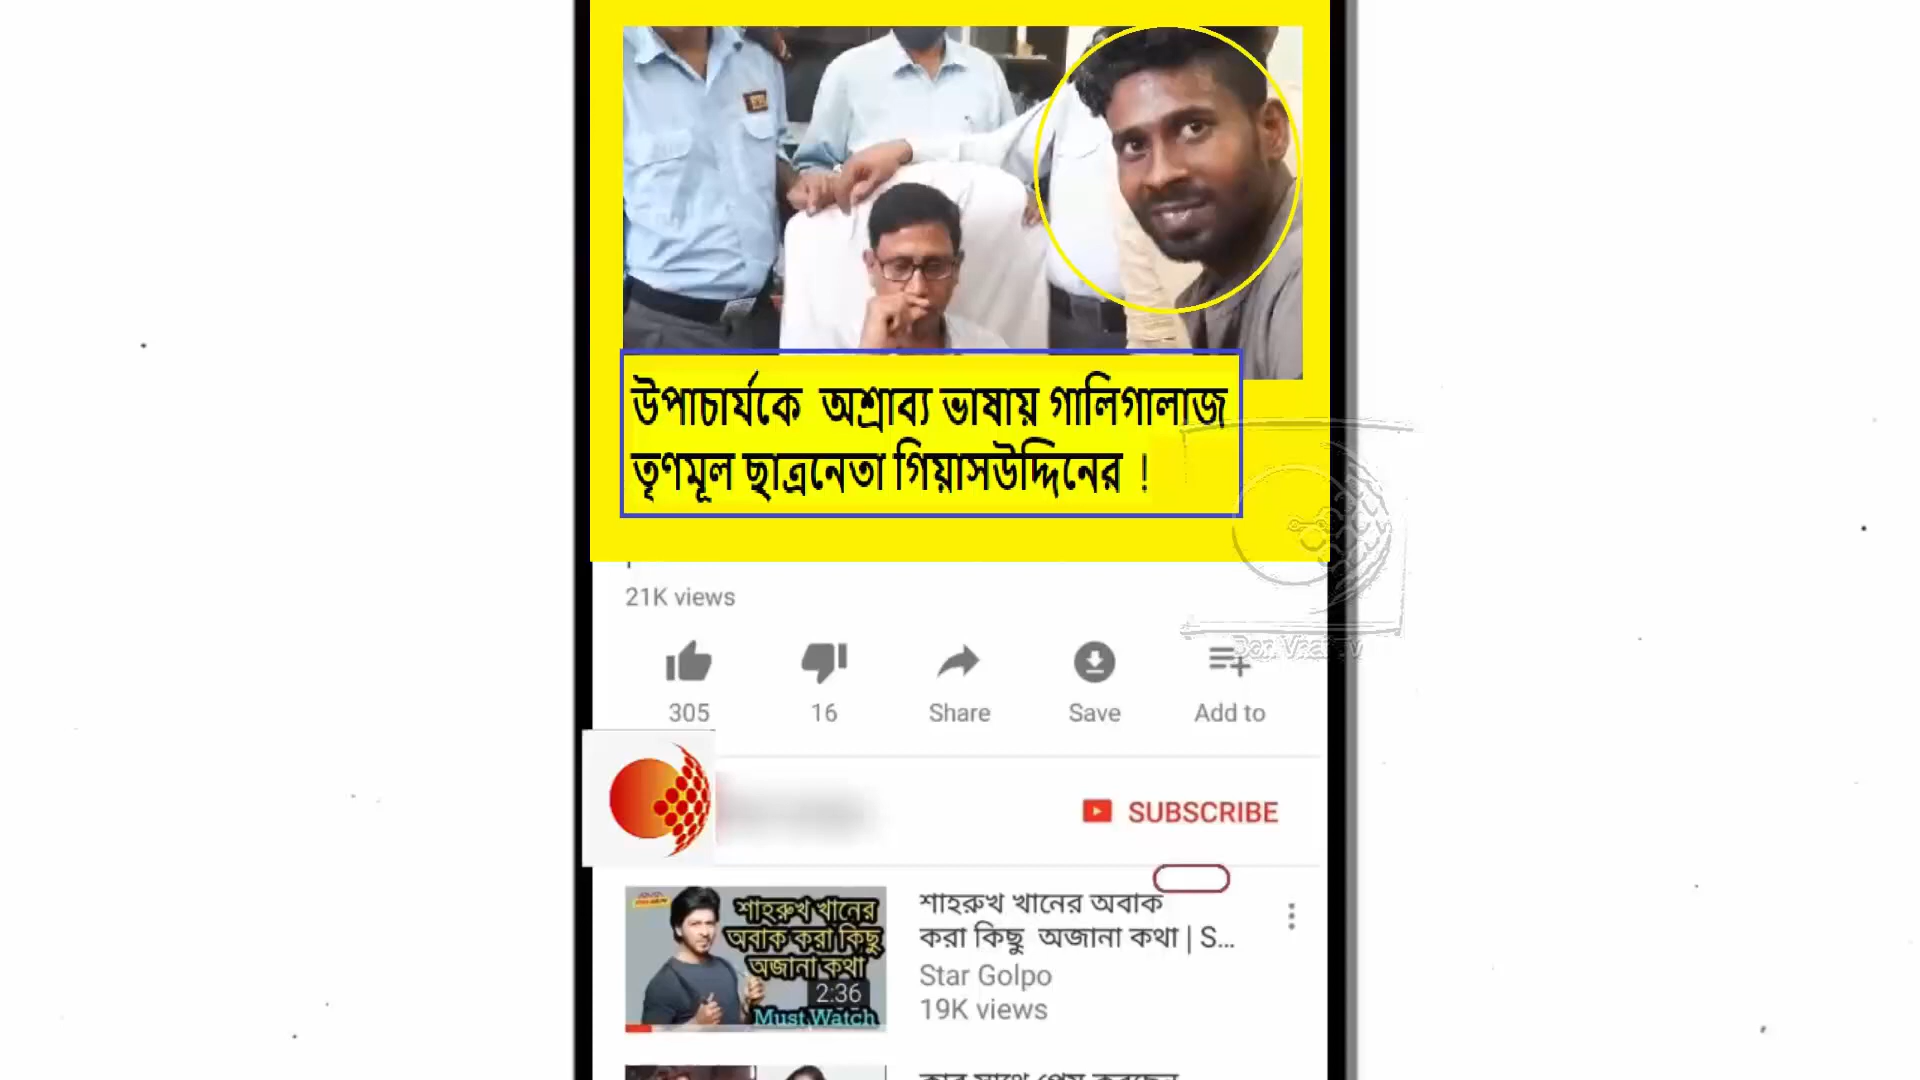 উপাচার্যকে অশ্রাব্য ভাষায় গালিগালাজ
তৃণমূল ছাত্রনেতা গিয়াসউদ্দিনের !
21K views
305
16
Share
Save
Add to
SUBSCRIBE
শাহরুখ খানের
অবাক করা কিছু
অজানা কথা
2:36
Must Watch
শাহরুখ খানের অবাক
করা কিছু অজানা কথা | S...
Star Golpo
19K views